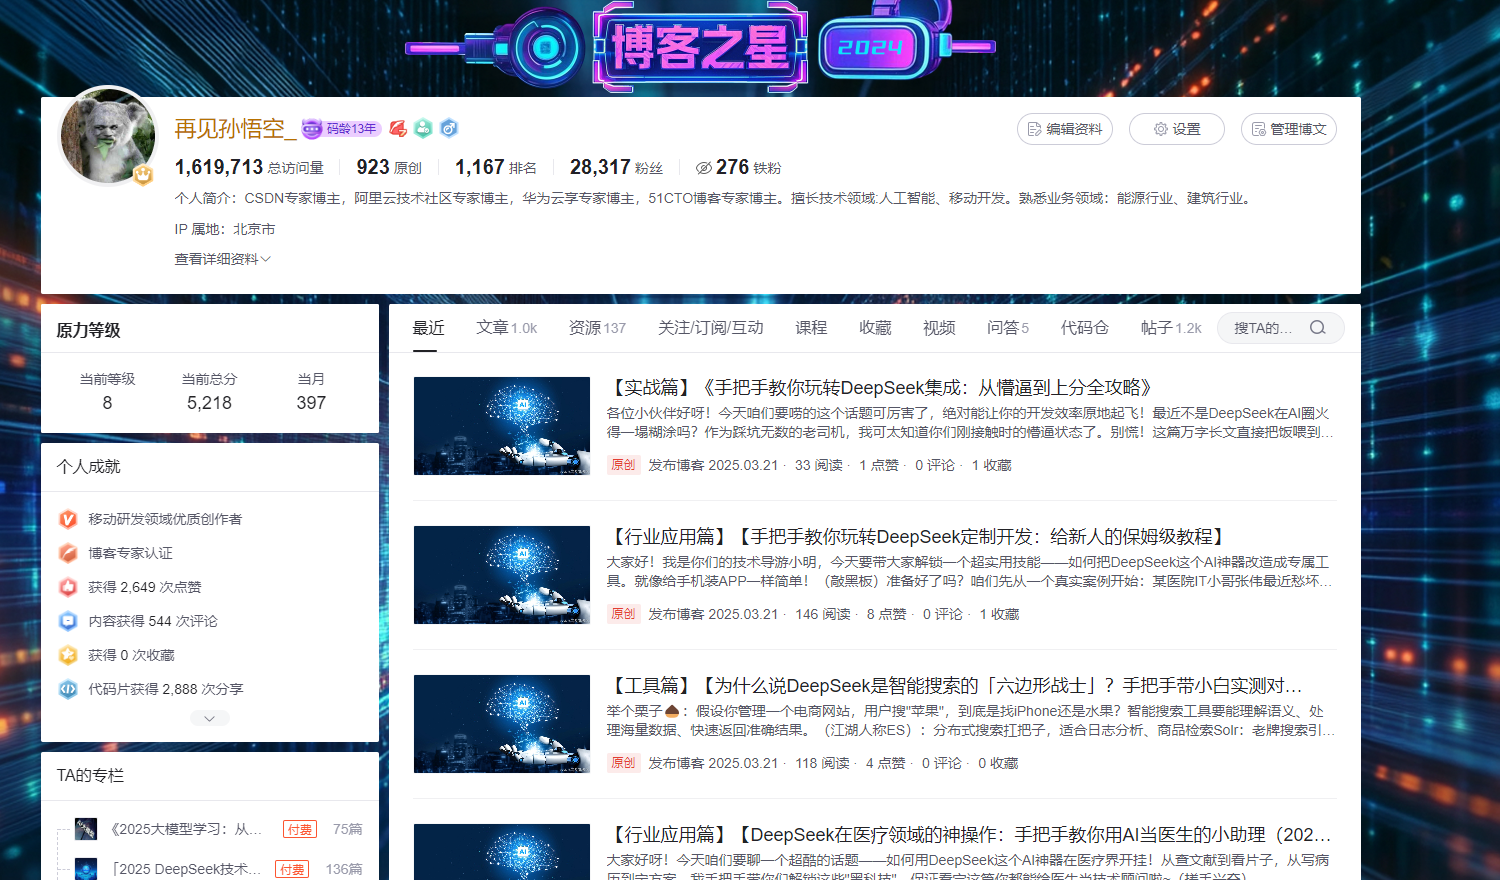 博客之星
2024
再见孙悟空_ 码龄13年
编辑资料
设置
管理博文
1,619,713 总访问量 923 原创 1,167 排名 28,317 粉丝 276 铁粉
个人简介：CSDN专家博主，阿里云技术社区专家博主，华为云享专家博主，51CTO博客专家博主。擅长技术领域:人工智能、移动开发。熟悉业务领域：能源行业、建筑行业。
IP 属地：北京市
查看详细资料
原力等级
当前等级 当前总分 当月
8 5,218 397
个人成就
移动研发领域优质创作者
博客专家认证
获得 2,649 次点赞
内容获得 544 次评论
获得 0 次收藏
代码片获得 2,888 次分享
TA的专栏
《2025大模型学习：从... 付费 75篇
「2025 DeepSeek技术... 付费 136篇
最近 文章 1.0k 资源 137 关注/订阅/互动 课程 收藏 视频 问答 5 代码仓 帖子 1.2k 搜TA的...
【实战篇】《手把手教你玩转DeepSeek集成：从懵逼到上分全攻略》
各位小伙伴好呀！今天咱们要唠的这个话题可厉害了，绝对能让你的开发效率原地起飞！最近不是DeepSeek在AI圈火
得一塌糊涂吗？作为踩坑无数的老司机，我可太知道你们刚接触时的懵逼状态了。别慌！这篇万字长文直接把饭喂到...
原创 发布博客 2025.03.21 · 33 阅读 · 1 点赞 · 0 评论 · 1 收藏
【行业应用篇】【手把手教你玩转DeepSeek定制开发：给新人的保姆级教程】
大家好！我是你们的技术导游小明，今天要带大家解锁一个超实用技能——如何把DeepSeek这个AI神器改造成专属工
具。就像给手机装APP一样简单！（敲黑板）准备好了吗？咱们先从一个真实案例开始：某医院IT小哥张伟最近愁坏...
原创 发布博客 2025.03.21 · 146 阅读 · 8 点赞 · 0 评论 · 1 收藏
【工具篇】【为什么说DeepSeek是智能搜索的「六边形战士」？手把手带小白实测对...
举个栗子🌰：假设你管理一个电商网站，用户搜"苹果"，到底是找iPhone还是水果？智能搜索工具要能理解语义、处
理海量数据、快速返回准确结果。（江湖人称ES）：分布式搜索扛把子，适合日志分析、商品检索Solr：老牌搜索引...
原创 发布博客 2025.03.21 · 118 阅读 · 4 点赞 · 0 评论 · 0 收藏
【行业应用篇】【DeepSeek在医疗领域的神操作：手把手教你用AI当医生的小助理（202...
大家好呀！今天咱们要聊一个超酷的话题——如何用DeepSeek这个AI神器在医疗界开挂！从查文献到看片子，从写病